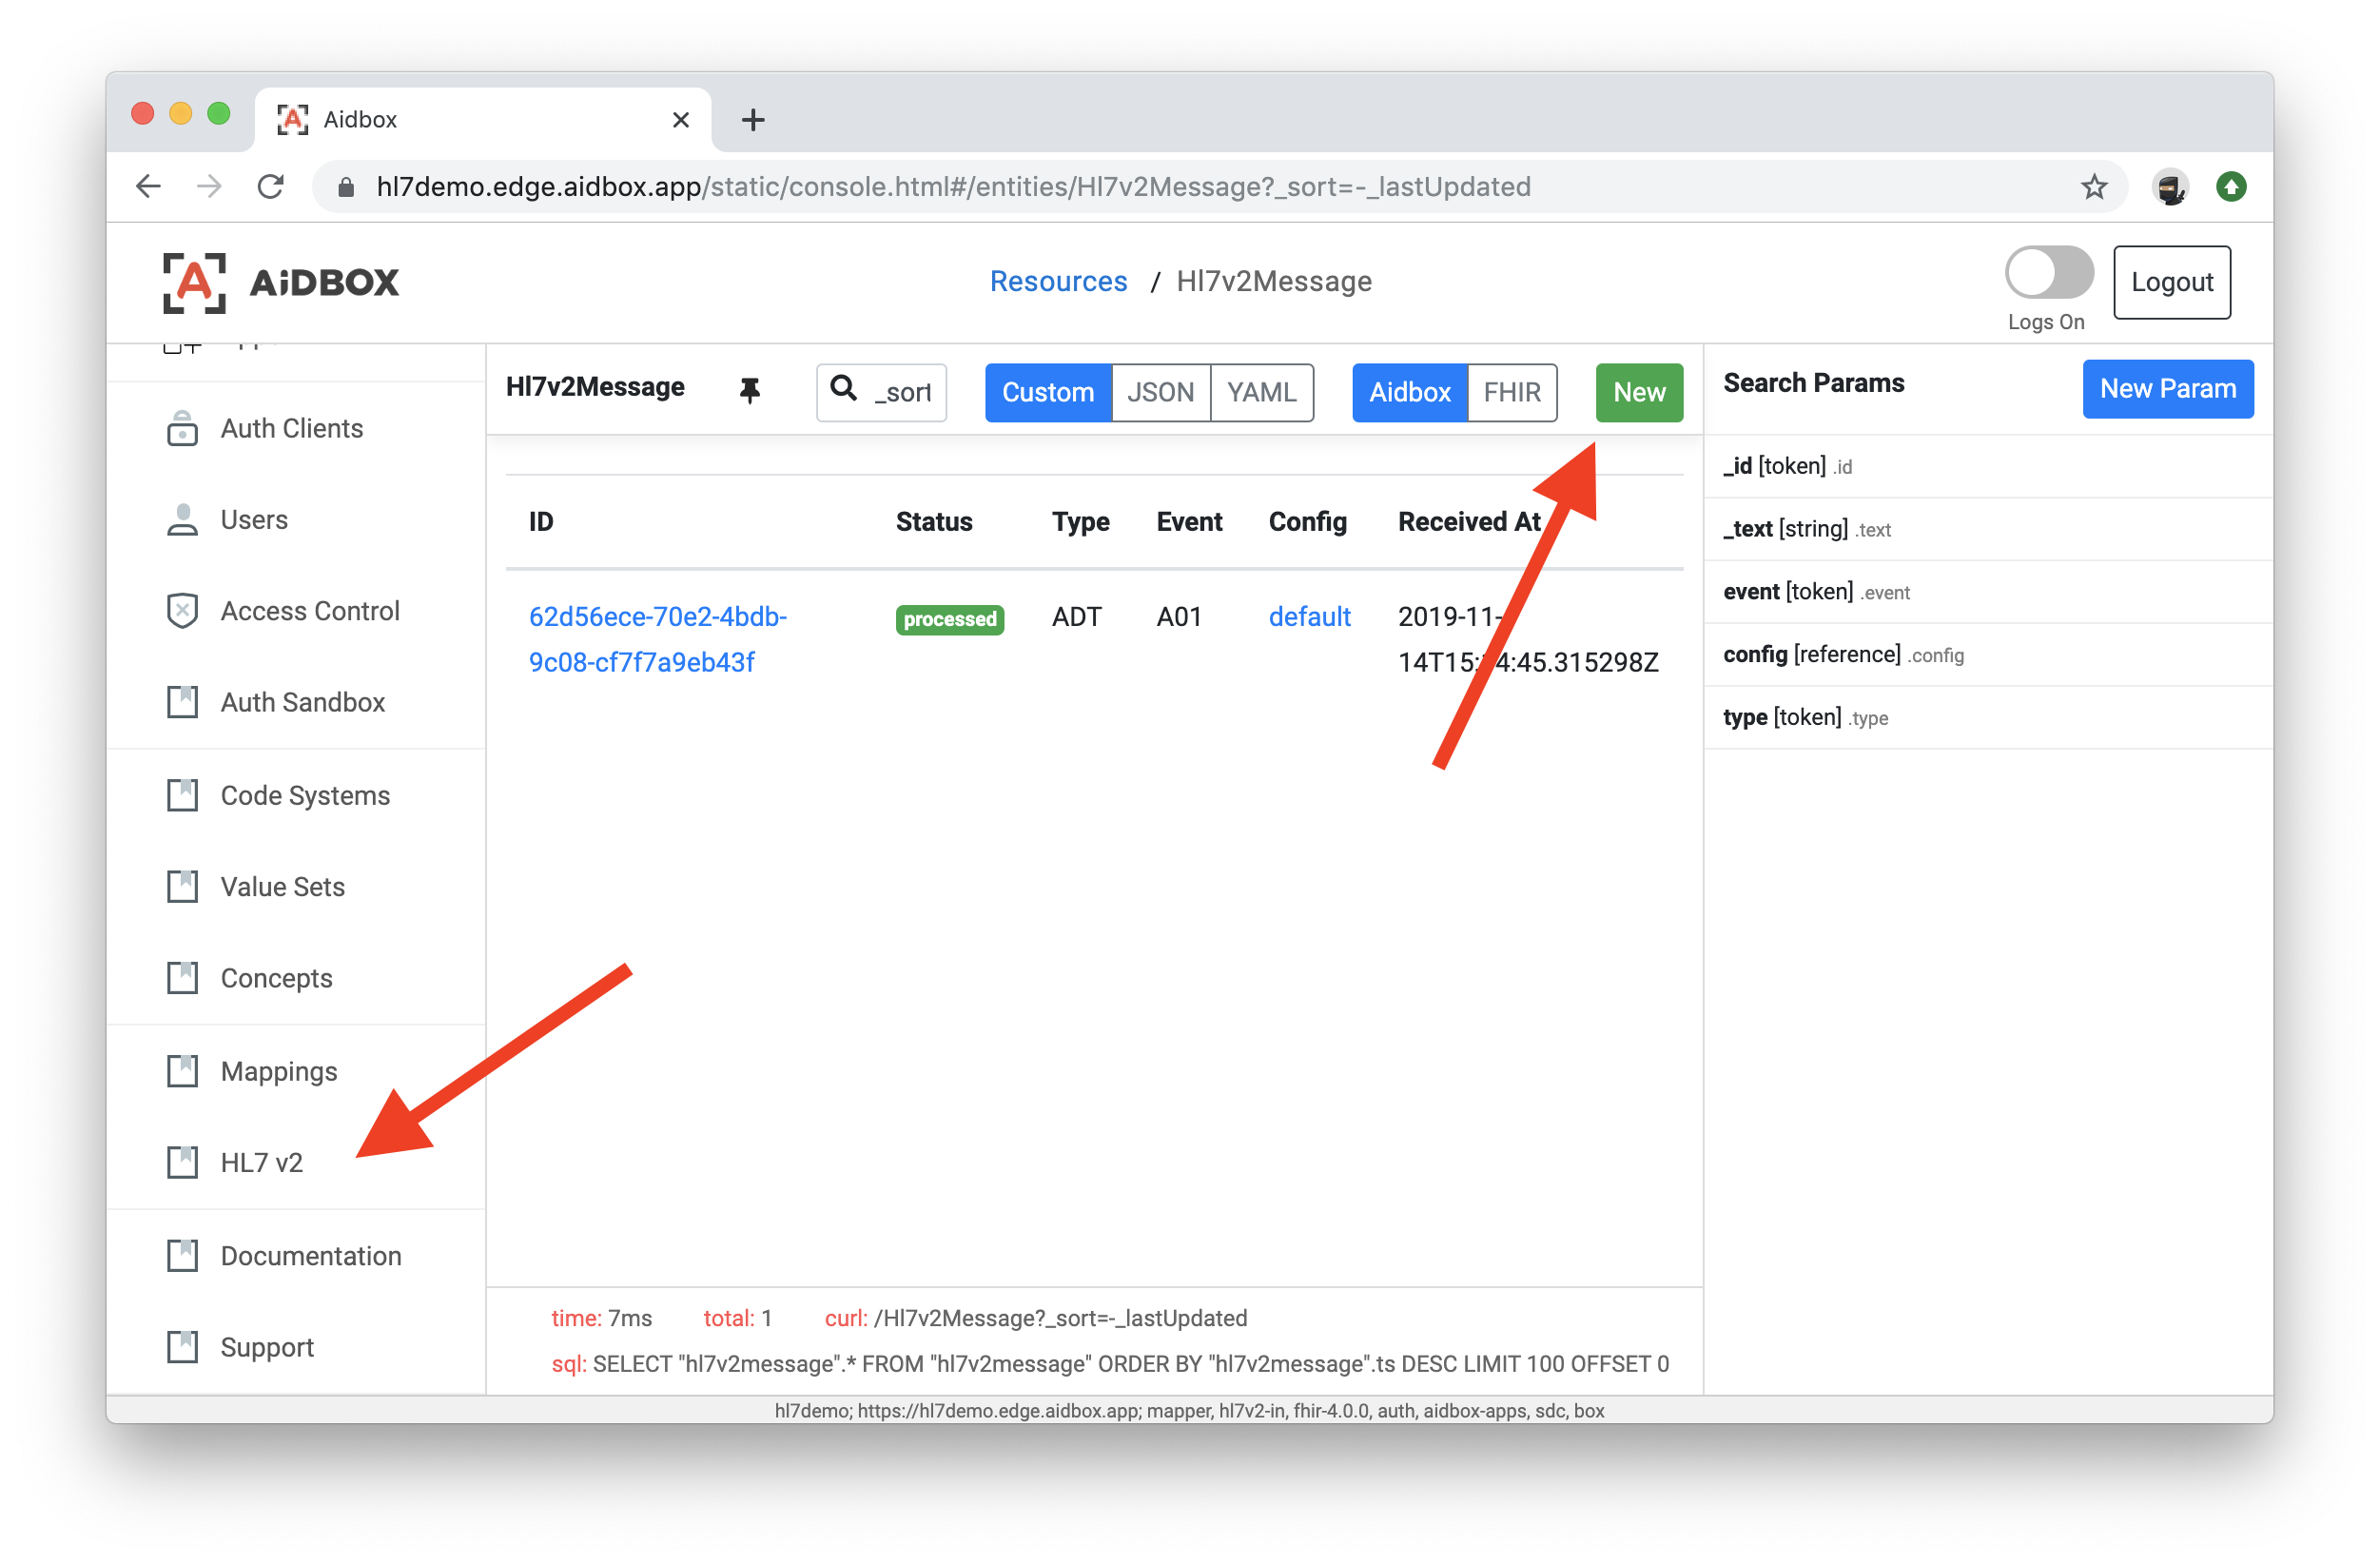 Aidbox
hl7demo.edge.aidbox.app/static/console.html#/entities/Hl7v2Message?_sort=-_lastUpdated
AiDBOX
Resources / Hl7v2Message
Logs On
Logout
Auth Clients
Users
Access Control
Auth Sandbox
Code Systems
Value Sets
Concepts
Mappings
HL7 v2
Documentation
Support
Hl7v2Message
_sort
Custom JSON YAML
Aidbox FHIR
New
ID Status Type Event Config Received At
62d56ece-70e2-4bdb- processed ADT A01 default 2019-11-
9c08-cf7f7a9eb43f
time: 7ms total: 1 curl: /Hl7v2Message?_sort=-_lastUpdated
sql: SELECT "hl7v2message".* FROM "hl7v2message" ORDER BY "hl7v2message".ts DESC LIMIT 100 OFFSET 0
Search Params
New Param
_id [token] .id
_text [string] .text
event [token] .event
config [reference] .config
type [token] .type
hl7demo; https://hl7demo.edge.aidbox.app; mapper, hl7v2-in, fhir-4.0.0, auth, aidbox-apps, sdc, box